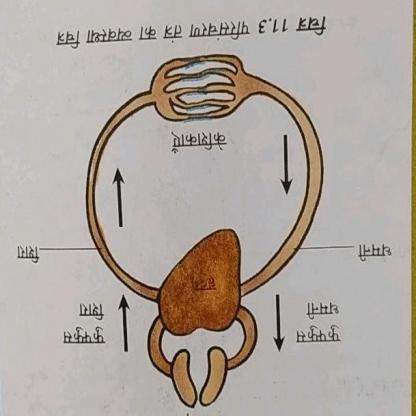 फुफ्फुस
धमनी
फुफ्फुस
शिरा
हृदय
धमनी
शिरा
केशिकाएँ
चित्र 11.3 परिसंचरण तंत्र का व्यवस्था चित्र